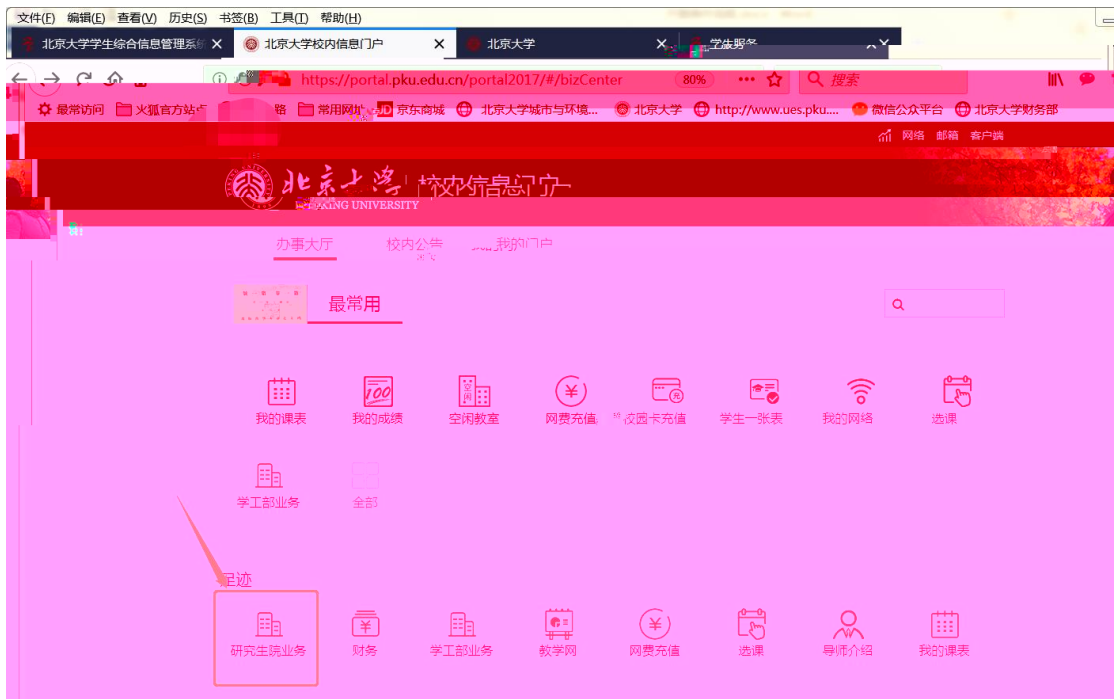 文件(F) 编辑(E) 查看(V) 历史(S) 书签(B) 工具(T) 帮助(H)
北京大学学生综合信息管理系统 北京大学校内信息门户 北京大学
https://portal.pku.edu.cn/portal2017/#/bizCenter 80% 搜索
最常访问 火狐官方站点 常用网址 京东商城 北京大学城市与环境... 北京大学 http://www.ues.pku.... 微信公众平台 北京大学财务部
网络 邮箱 客户端
北京大学 校内信息门户
PEKING UNIVERSITY
办事大厅 校内公告 我的门户
最常用
我的课表 我的成绩 空闲教室 网费充值 校园卡充值 学生一张表 我的网络 选课
学工部业务 全部
足迹
研究生院业务 财务 学工部业务 教学网 网费充值 选课 导师介绍 我的课表